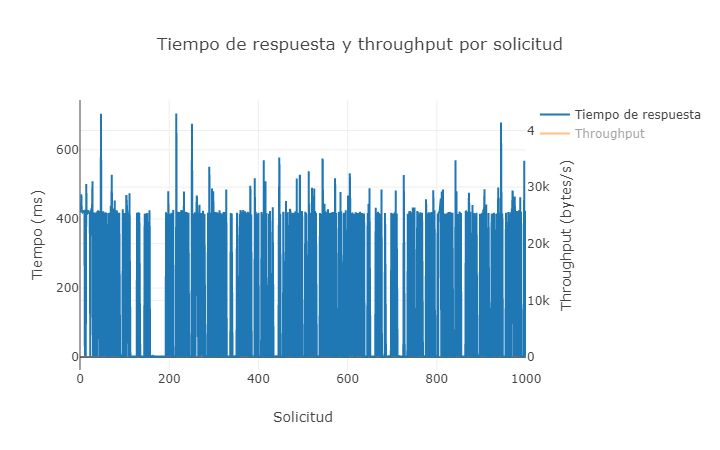 Tiempo de respuesta y throughput por solicitud
Tiempo de respuesta
Throughput
600
400
200
0
Tiempo (ms)
4
30k
20k
10k
0
Throughput (bytes/s)
0 200 400 600 800 1000
Solicitud